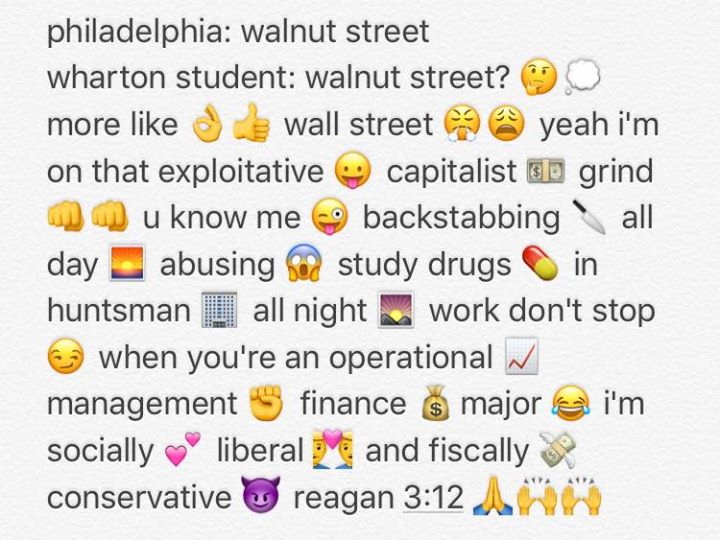 philadelphia: walnut street
wharton student: walnut street? 🤔💭
more like 👌👍 wall street 😤😩 yeah i'm
on that exploitative 😛 capitalist 💵 grind
👊👊 u know me 😜 backstabbing 🔪 all
day 🌅 abusing 😱 study drugs 💊 in
huntsman 🏢 all night 🌄 work don't stop
😏 when you're an operational 📈
management ✊ finance 💰 major 😂 i'm
socially 💕 liberal 👨‍❤️‍👨 and fiscally 💸
conservative 😈 reagan 3:12 🙏🙌🙌